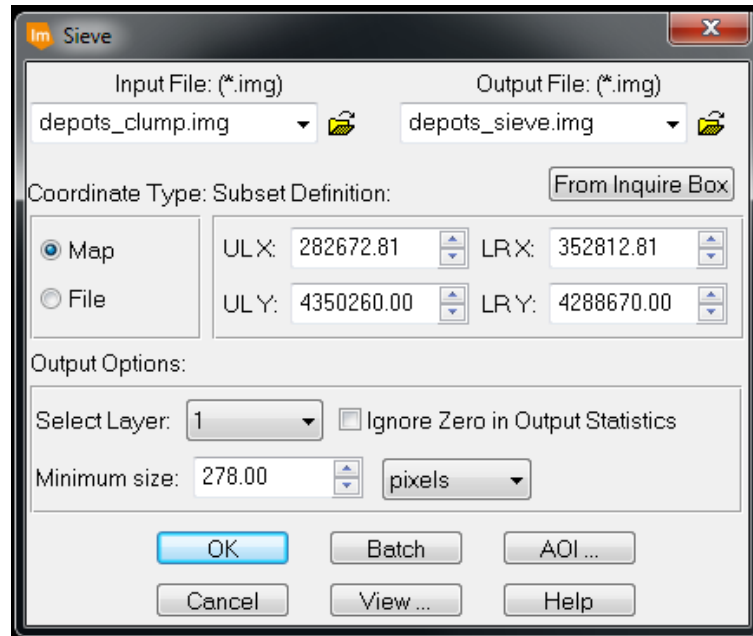 Im Sieve
Input File: (*.img) Output File: (*.img)
depots_clump.img depots_sieve.img
From Inquire Box
Coordinate Type: Subset Definition:
Map ULX: 282672.81 LRX: 352812.81
File ULY: 4350260.00 LRY: 4288670.00
Output Options:
Select Layer: 1 Ignore Zero in Output Statistics
Minimum size: 278.00 pixels
OK Batch AOI ...
Cancel View ... Help